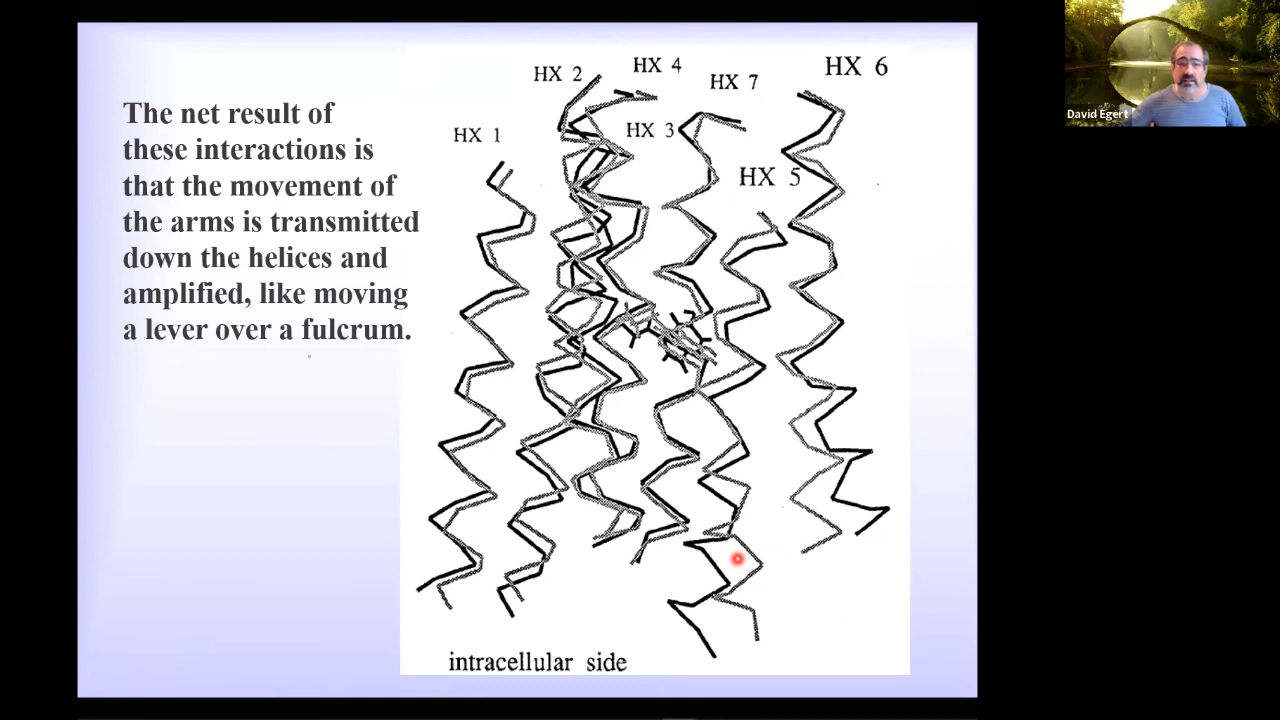 The net result of
these interactions is
that the movement of
the arms is transmitted
down the helices and
amplified, like moving
a lever over a fulcrum.
HX 1
HX 2
HX 4
HX 3
HX 7
HX 5
HX 6
intracellular side
David Egert